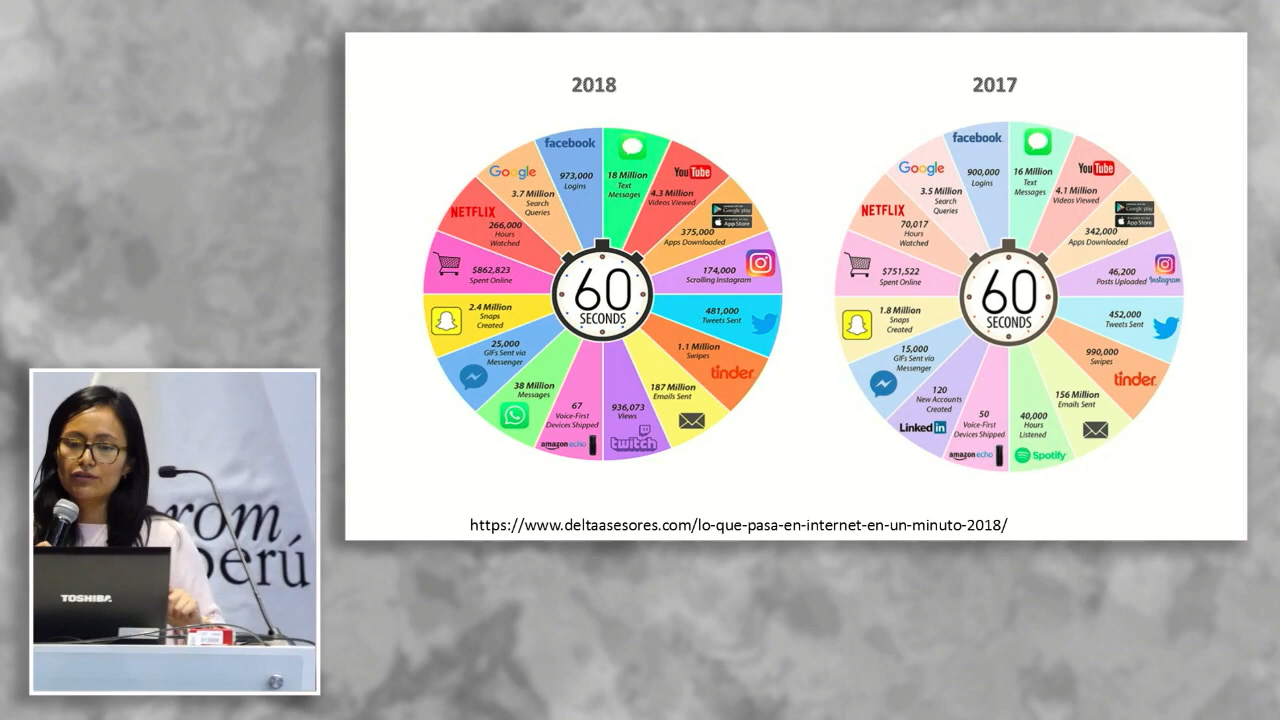 2018
facebook
973,000
Logins
18 Million
Text
Messages
YouTube
4.3 Million
Videos Viewed
Google play
App Store
375,000
Apps Downloaded
174,000
Scrolling Instagram
481,000
Tweets Sent
1.1 Million
Swipes
tinder
187 Million
Emails Sent
936,073
Views
twitch
67
Voice-First
Devices Shipped
amazon echo
38 Million
Messages
25,000
GIFs Sent via
Messenger
2.4 Million
Snaps
Created
$862,823
Spent Online
NETFLIX
266,000
Hours
Watched
Google
3.7 Million
Search
Queries
60
SECONDS
2017
facebook
900,000
Logins
16 Million
Text
Messages
YouTube
4.1 Million
Videos Viewed
Google play
App Store
342,000
Apps Downloaded
46,200
Posts Uploaded
Instagram
452,000
Tweets Sent
990,000
Swipes
tinder
156 Million
Emails Sent
40,000
Hours
Listened
Spotify
50
Voice-First
Devices Shipped
amazon echo
120
New Accounts
Created
LinkedIn
15,000
GIFs Sent via
Messenger
1.8 Million
Snaps
Created
$751,522
Spent Online
NETFLIX
70,017
Hours
Watched
Google
3.5 Million
Search
Queries
60
SECONDS
https://www.deltaasesores.com/lo-que-pasa-en-internet-en-un-minuto-2018/
rom
perú
TOSHIBA